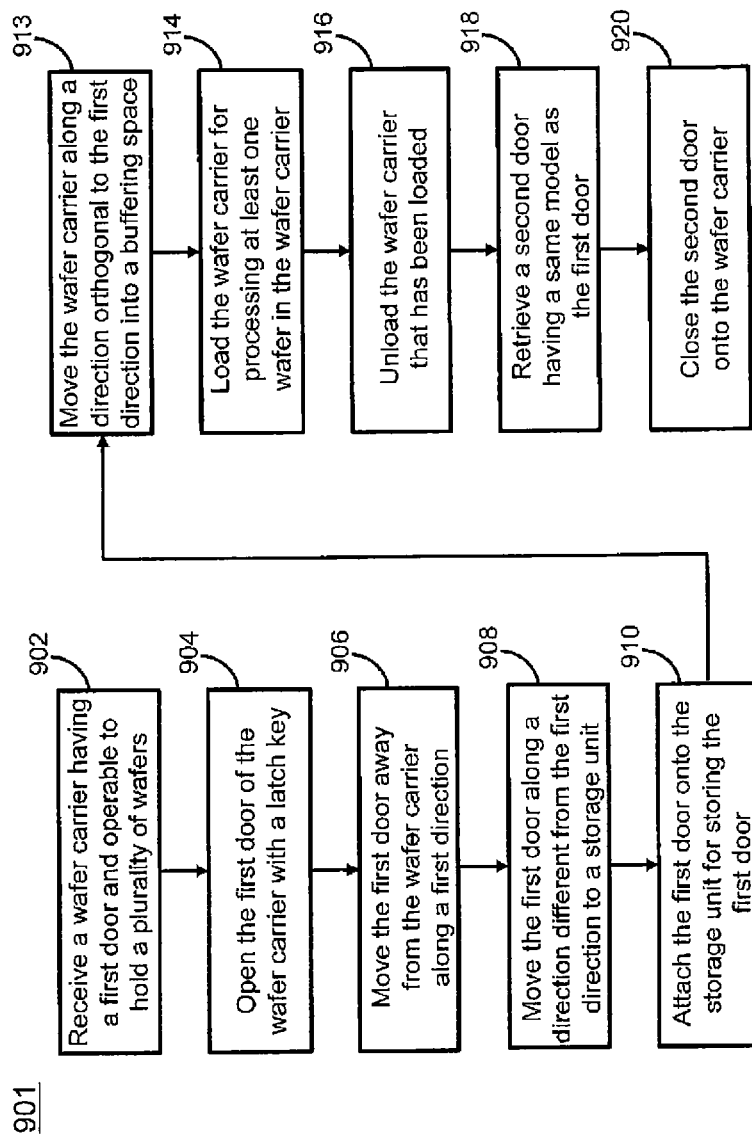 901
902
Receive a wafer carrier having
a first door and operable to
hold a plurality of wafers
904
Open the first door of the
wafer carrier with a latch key
906
Move the first door away
from the wafer carrier
along a first direction
908
Move the first door along a
direction different from the first
direction to a storage unit
910
Attach the first door onto the
storage unit for storing the
first door
913
Move the wafer carrier along a
direction orthogonal to the first
direction into a buffering space
914
Load the wafer carrier for
processing at least one
wafer in the wafer carrier
916
Unload the wafer carrier
that has been loaded
918
Retrieve a second door
having a same model as
the first door
920
Close the second door
onto the wafer carrier